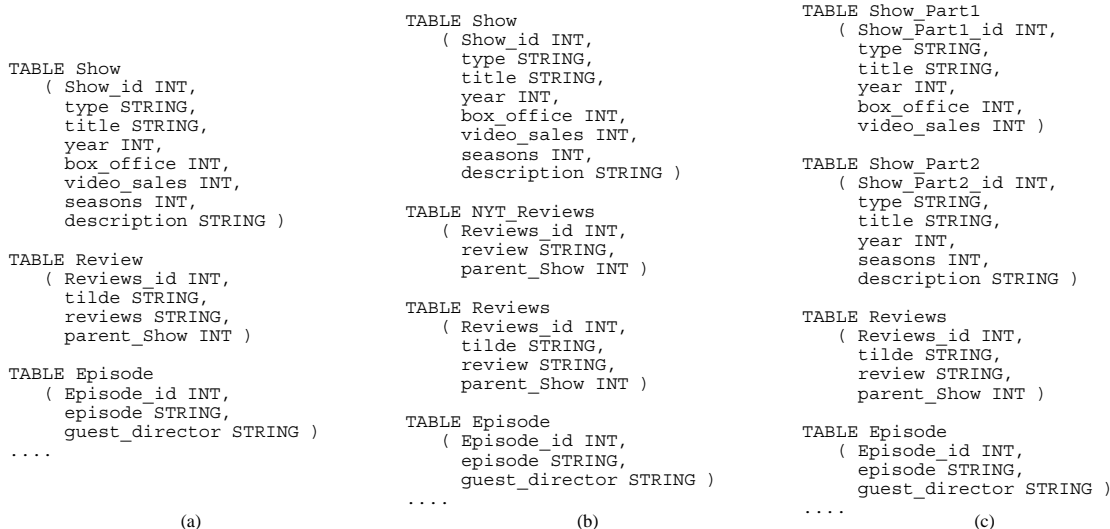 TABLE Show
( Show_id INT,
type STRING,
title STRING,
year INT,
box_office INT,
video_sales INT,
seasons INT,
description STRING )
TABLE Review
( Reviews_id INT,
tilde STRING,
reviews STRING,
parent_Show INT )
TABLE Episode
( Episode_id INT,
episode STRING,
guest_director STRING )
....
(a)
TABLE Show
( Show_id INT,
type STRING,
title STRING,
year INT,
box_office INT,
video_sales INT,
seasons INT,
description STRING )
TABLE NYT_Reviews
( Reviews_id INT,
review STRING,
parent_Show INT )
TABLE Reviews
( Reviews_id INT,
tilde STRING,
review STRING,
parent_Show INT )
TABLE Episode
( Episode_id INT,
episode STRING,
guest_director STRING )
....
(b)
TABLE Show_Part1
( Show_Part1_id INT,
type STRING,
title STRING,
year INT,
box_office INT,
video_sales INT )
TABLE Show_Part2
( Show_Part2_id INT,
type STRING,
title STRING,
year INT,
seasons INT,
description STRING )
TABLE Reviews
( Reviews_id INT,
tilde STRING,
review STRING,
parent_Show INT )
TABLE Episode
( Episode_id INT,
episode STRING,
guest_director STRING )
....
(c)